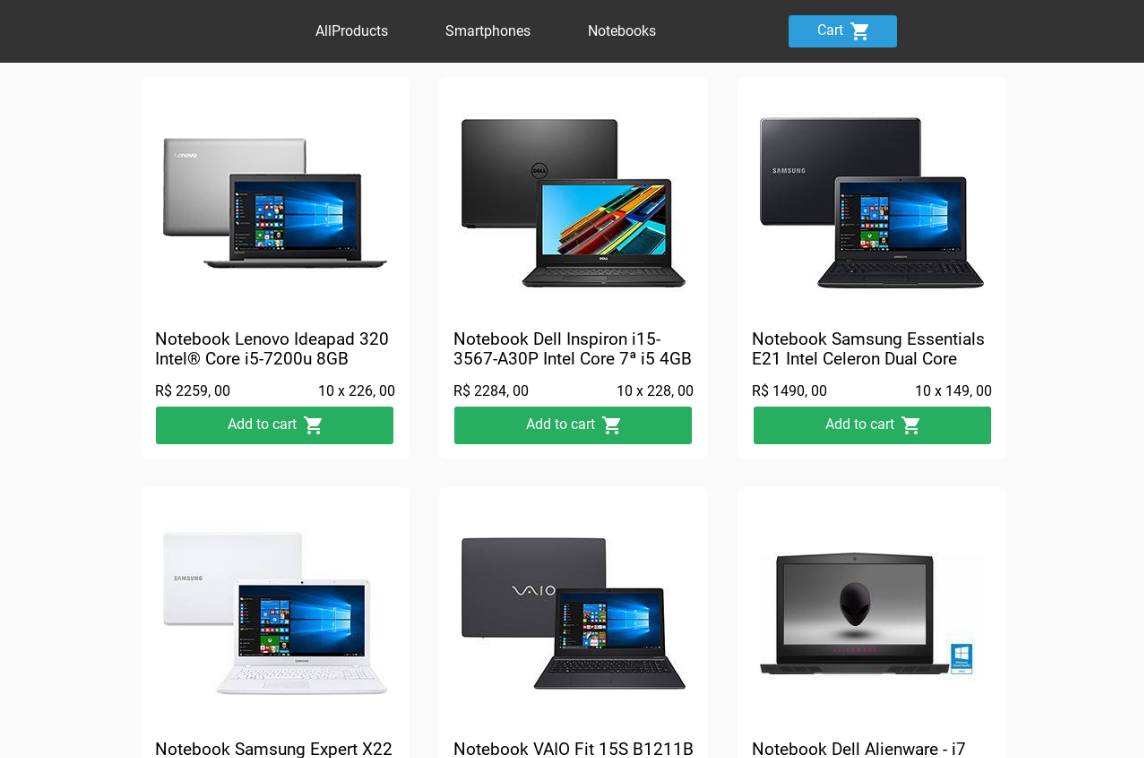 AllProducts Smartphones Notebooks Cart
Lenovo
DELL
SAMSUNG
Notebook Lenovo Ideapad 320
Intel® Core i5-7200u 8GB
R$ 2259, 00 10 x 226, 00
Add to cart
Notebook Dell Inspiron i15-
3567-A30P Intel Core 7ª i5 4GB
R$ 2284, 00 10 x 228, 00
Add to cart
Notebook Samsung Essentials
E21 Intel Celeron Dual Core
R$ 1490, 00 10 x 149, 00
Add to cart
SAMSUNG
VAIO
ALIENWARE
Notebook Samsung Expert X22
Notebook VAIO Fit 15S B1211B
Notebook Dell Alienware - i7